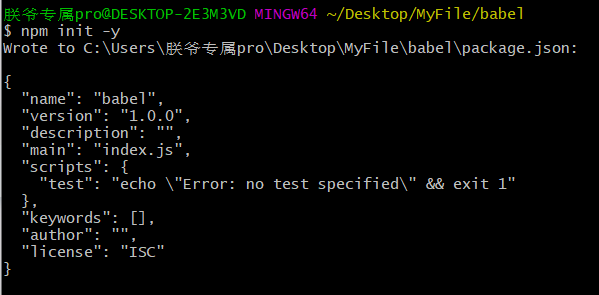 朕爷专属pro@DESKTOP-2E3M3VD MINGW64 ~/Desktop/MyFile/babel
$ npm init -y
Wrote to C:\Users\朕爷专属pro\Desktop\MyFile\babel\package.json:
{
  "name": "babel",
  "version": "1.0.0",
  "description": "",
  "main": "index.js",
  "scripts": {
    "test": "echo \"Error: no test specified\" && exit 1"
  },
  "keywords": [],
  "author": "",
  "license": "ISC"
}